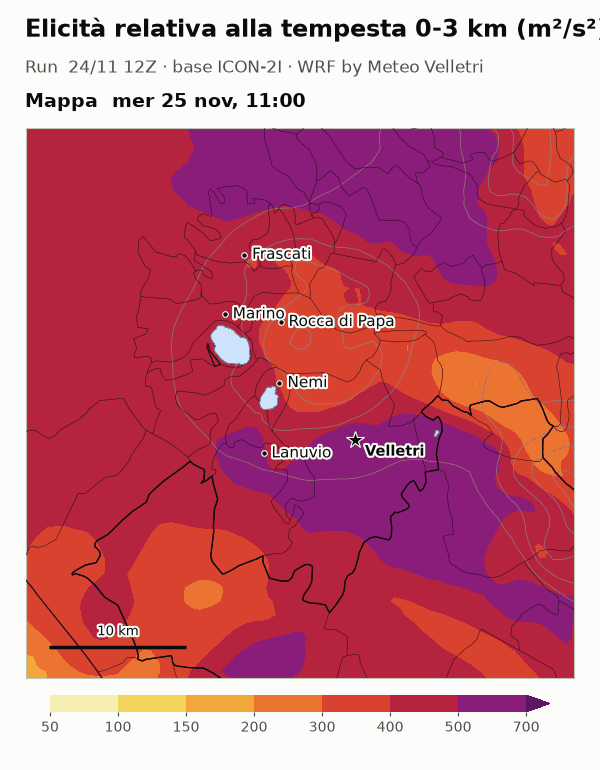 Elicità relativa alla tempesta 0-3 km (m²/s²)
Run 24/11 12Z · base ICON-2I · WRF by Meteo Velletri
Mappa mer 25 nov, 11:00
Frascati
Marino
Rocca di Papa
Nemi
Velletri
Lanuvio
10 km
50 100 150 200 300 400 500 700